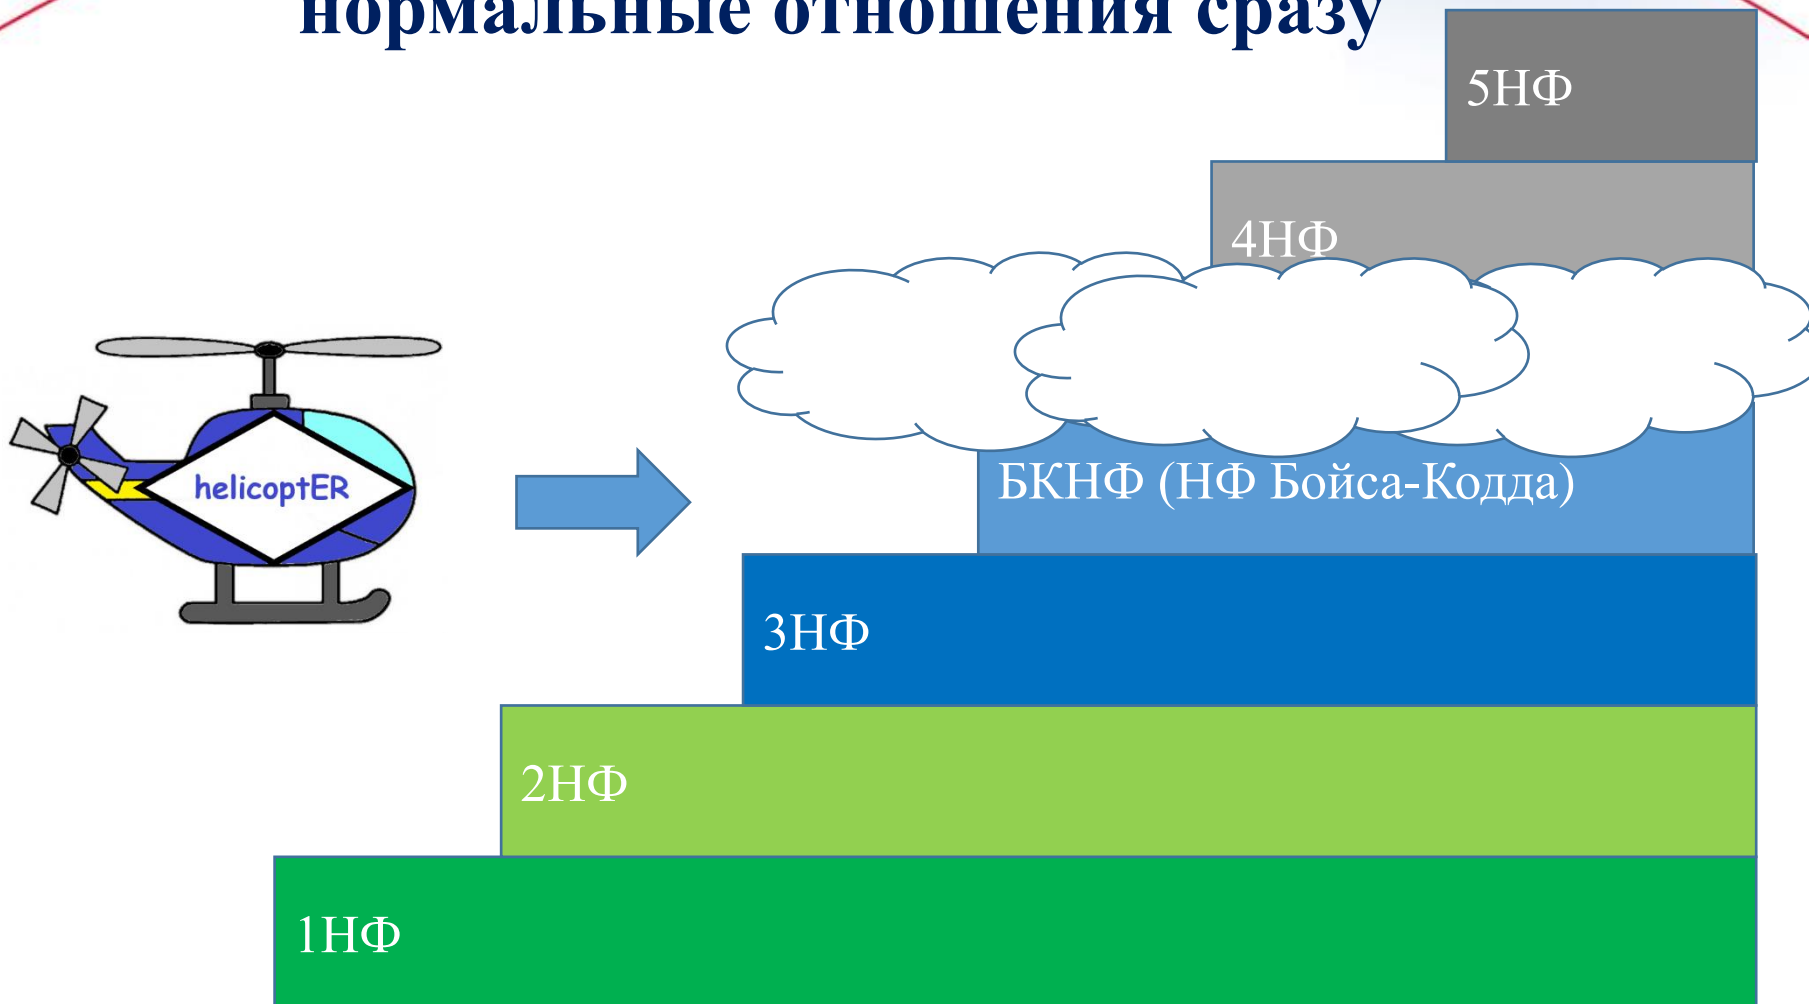 нормальные отношения сразу
5НФ
4НФ
helicoptER
БКНФ (НФ Бойса-Кодда)
3НФ
2НФ
1НФ